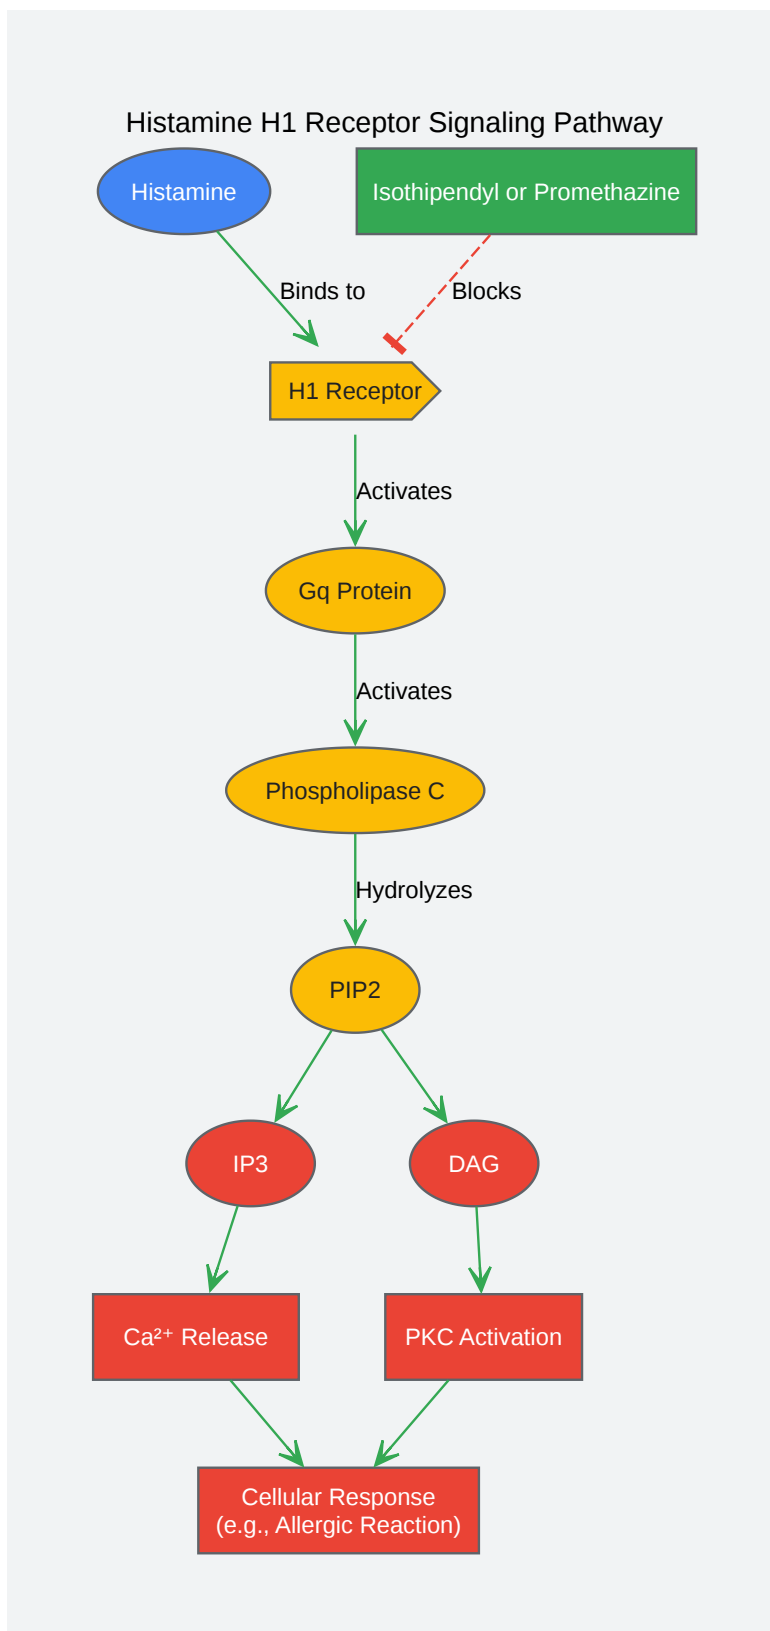 Histamine H1 Receptor Signaling Pathway
Histamine
Isothipendyl or Promethazine
Binds to
Blocks
H1 Receptor
Activates
Gq Protein
Activates
Phospholipase C
Hydrolyzes
PIP2
IP3
DAG
Ca²⁺ Release
PKC Activation
Cellular Response
(e.g., Allergic Reaction)